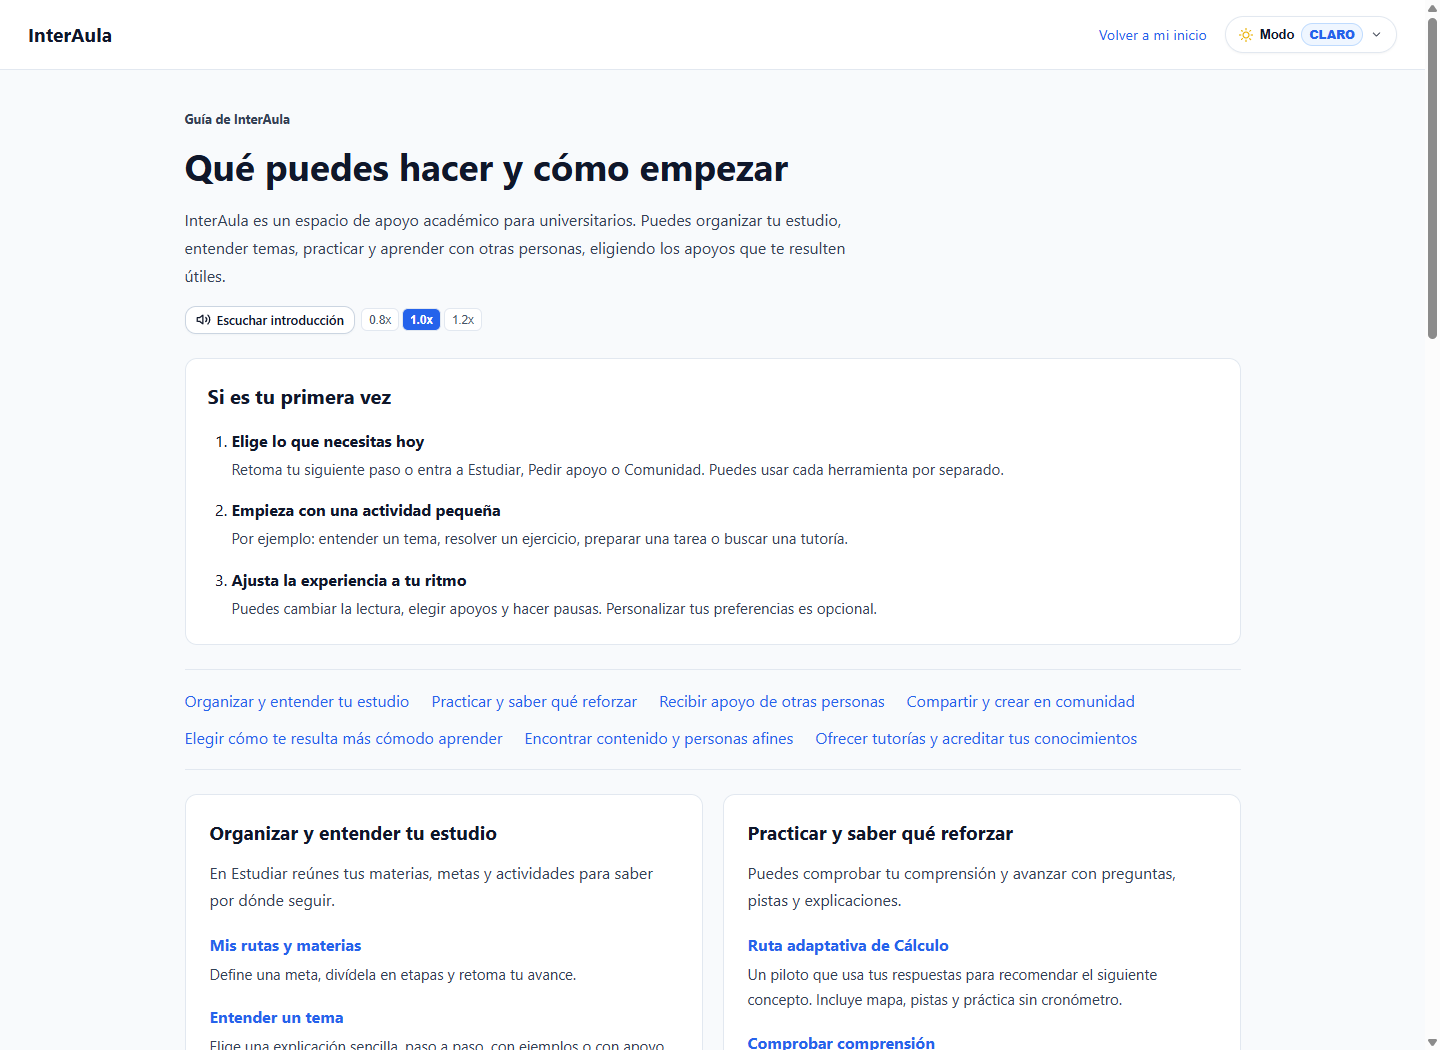 InterAula
Volver a mi inicio
Modo CLARO
Guía de InterAula
Qué puedes hacer y cómo empezar
InterAula es un espacio de apoyo académico para universitarios. Puedes organizar tu estudio,
entender temas, practicar y aprender con otras personas, eligiendo los apoyos que te resulten
útiles.
Escuchar introducción 0.8x 1.0x 1.2x
Si es tu primera vez
1. Elige lo que necesitas hoy
Retoma tu siguiente paso o entra a Estudiar, Pedir apoyo o Comunidad. Puedes usar cada herramienta por separado.
2. Empieza con una actividad pequeña
Por ejemplo: entender un tema, resolver un ejercicio, preparar una tarea o buscar una tutoría.
3. Ajusta la experiencia a tu ritmo
Puedes cambiar la lectura, elegir apoyos y hacer pausas. Personalizar tus preferencias es opcional.
Organizar y entender tu estudio Practicar y saber qué reforzar Recibir apoyo de otras personas Compartir y crear en comunidad
Elegir cómo te resulta más cómodo aprender Encontrar contenido y personas afines Ofrecer tutorías y acreditar tus conocimientos
Organizar y entender tu estudio
En Estudiar reúnes tus materias, metas y actividades para saber
por dónde seguir.
Mis rutas y materias
Define una meta, divídela en etapas y retoma tu avance.
Entender un tema
Elige una explicación sencilla, paso a paso, con ejemplos o con apoyo
Practicar y saber qué reforzar
Puedes comprobar tu comprensión y avanzar con preguntas,
pistas y explicaciones.
Ruta adaptativa de Cálculo
Un piloto que usa tus respuestas para recomendar el siguiente
concepto. Incluye mapa, pistas y práctica sin cronómetro.
Comprobar comprensión